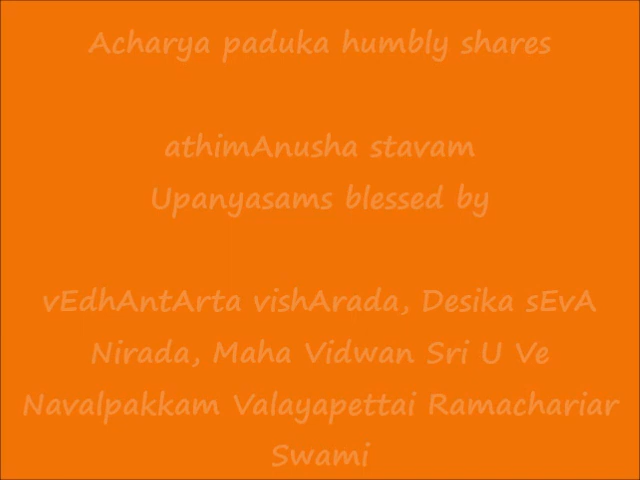 Acharya paduka humbly shares
athimAnusha stavam
Upanyasams blessed by
vEdhAntArta vishArada, Desika sEvA
Nirada, Maha Vidwan Sri U Ve
Navalpakkam Valayapettai Ramachariar
Swami